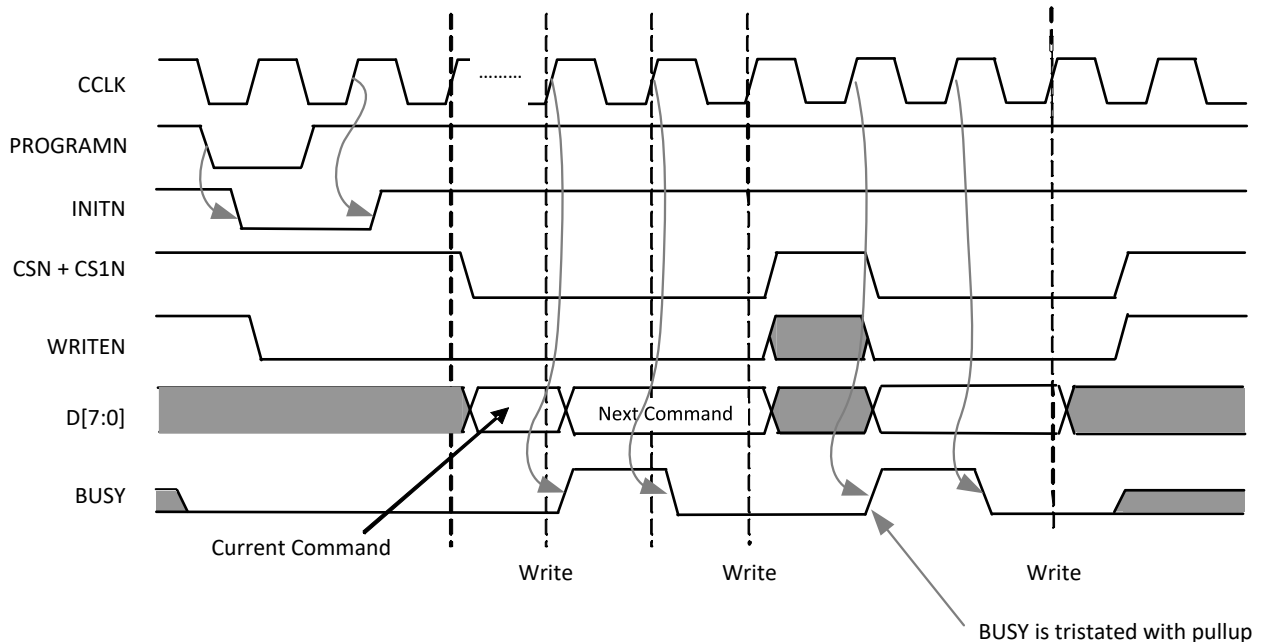 CCLK
.........
PROGRAMN
INITN
CSN + CS1N
WRITEN
D[7:0]
Next Command
BUSY
Current Command
Write
Write
Write
BUSY is tristated with pullup